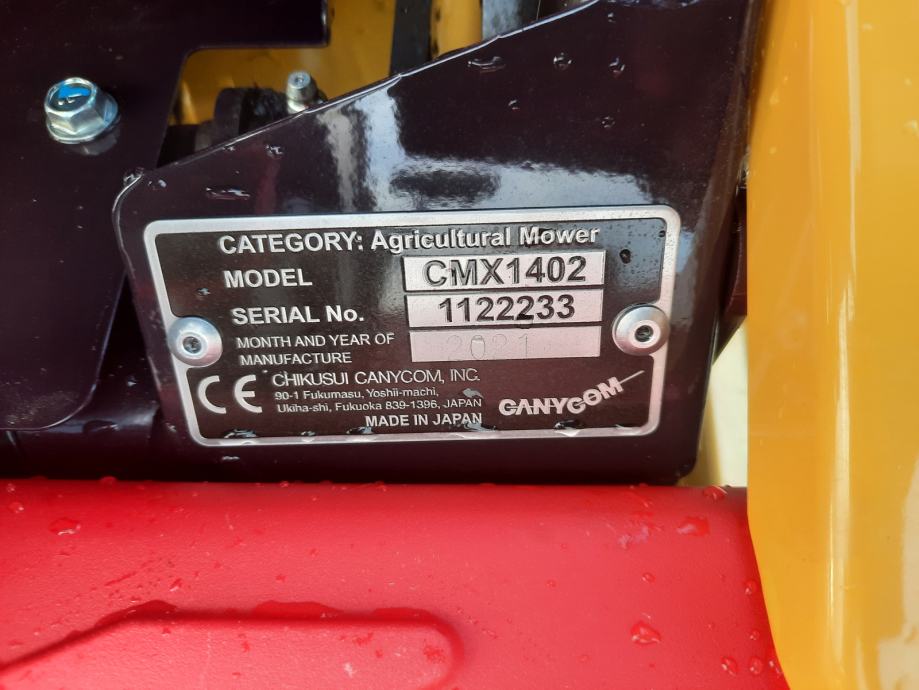 CATEGORY: Agricultural Mower
MODEL CMX1402
SERIAL No. 1122233
MONTH AND YEAR OF
MANUFACTURE 2021
CE CHIKUSUI CANYCOM, INC.
90-1 Fukumasu, Yoshii-machi,
Ukiha-shi, Fukuoka 839-1396, JAPAN
MADE IN JAPAN
CANYCOM